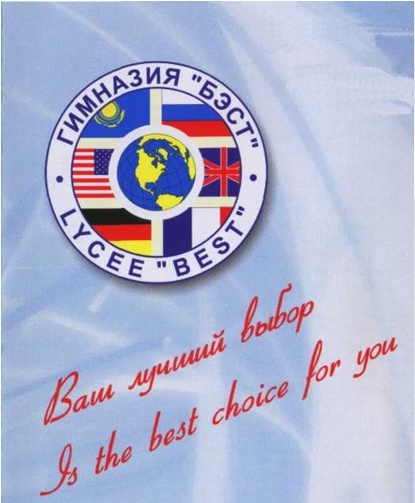 ГИМНАЗИЯ "БЭСТ"
LYCEE "BEST"
Ваш лучший выбор
Is the best choice for you